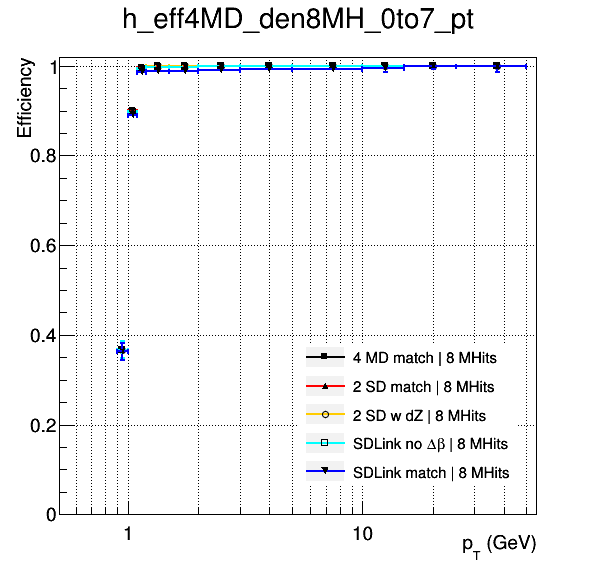 h_eff4MD_den8MH_0to7_pt
Efficiency
1
0.8
0.6
0.4
0.2
0
4 MD match | 8 MHits
2 SD match | 8 MHits
2 SD w dZ | 8 MHits
SDLink no Δβ | 8 MHits
SDLink match | 8 MHits
1
10
p_T (GeV)